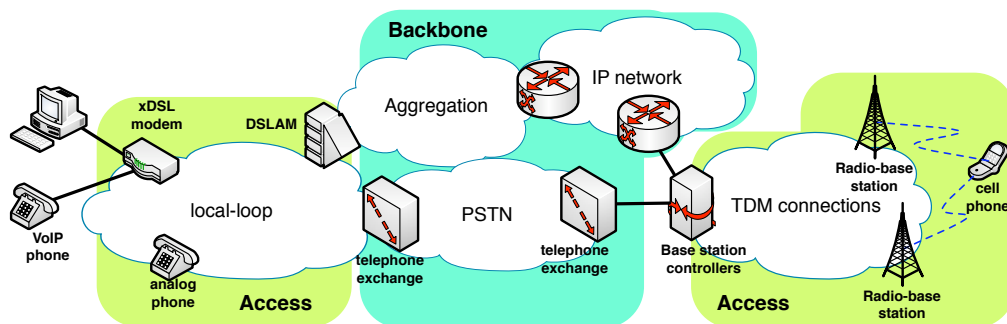 Backbone
xDSL
modem
DSLAM
Aggregation
IP network
Radio-base
station
cell
phone
VoIP
phone
local-loop
PSTN
TDM connections
analog
phone
telephone
exchange
telephone
exchange
Base station
controllers
Radio-base
station
Access
Access